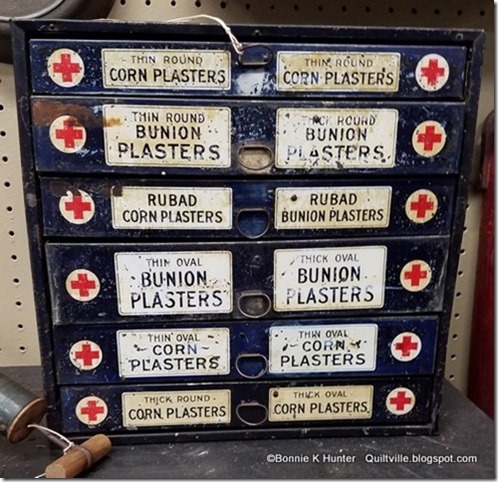 THIN ROUND
CORN PLASTERS
THIN ROUND
CORN PLASTERS
THIN ROUND
BUNION
PLASTERS
THICK ROUND
BUNION
PLASTERS
RUBAD
CORN PLASTERS
RUBAD
BUNION PLASTERS
THIN OVAL
BUNION
PLASTERS
THICK OVAL
BUNION
PLASTERS
THIN OVAL
CORN
PLASTERS
THIN OVAL
CORN
PLASTERS
THICK ROUND
CORN PLASTERS
THICK OVAL
CORN PLASTERS
©Bonnie K Hunter Quiltville.blogspot.com